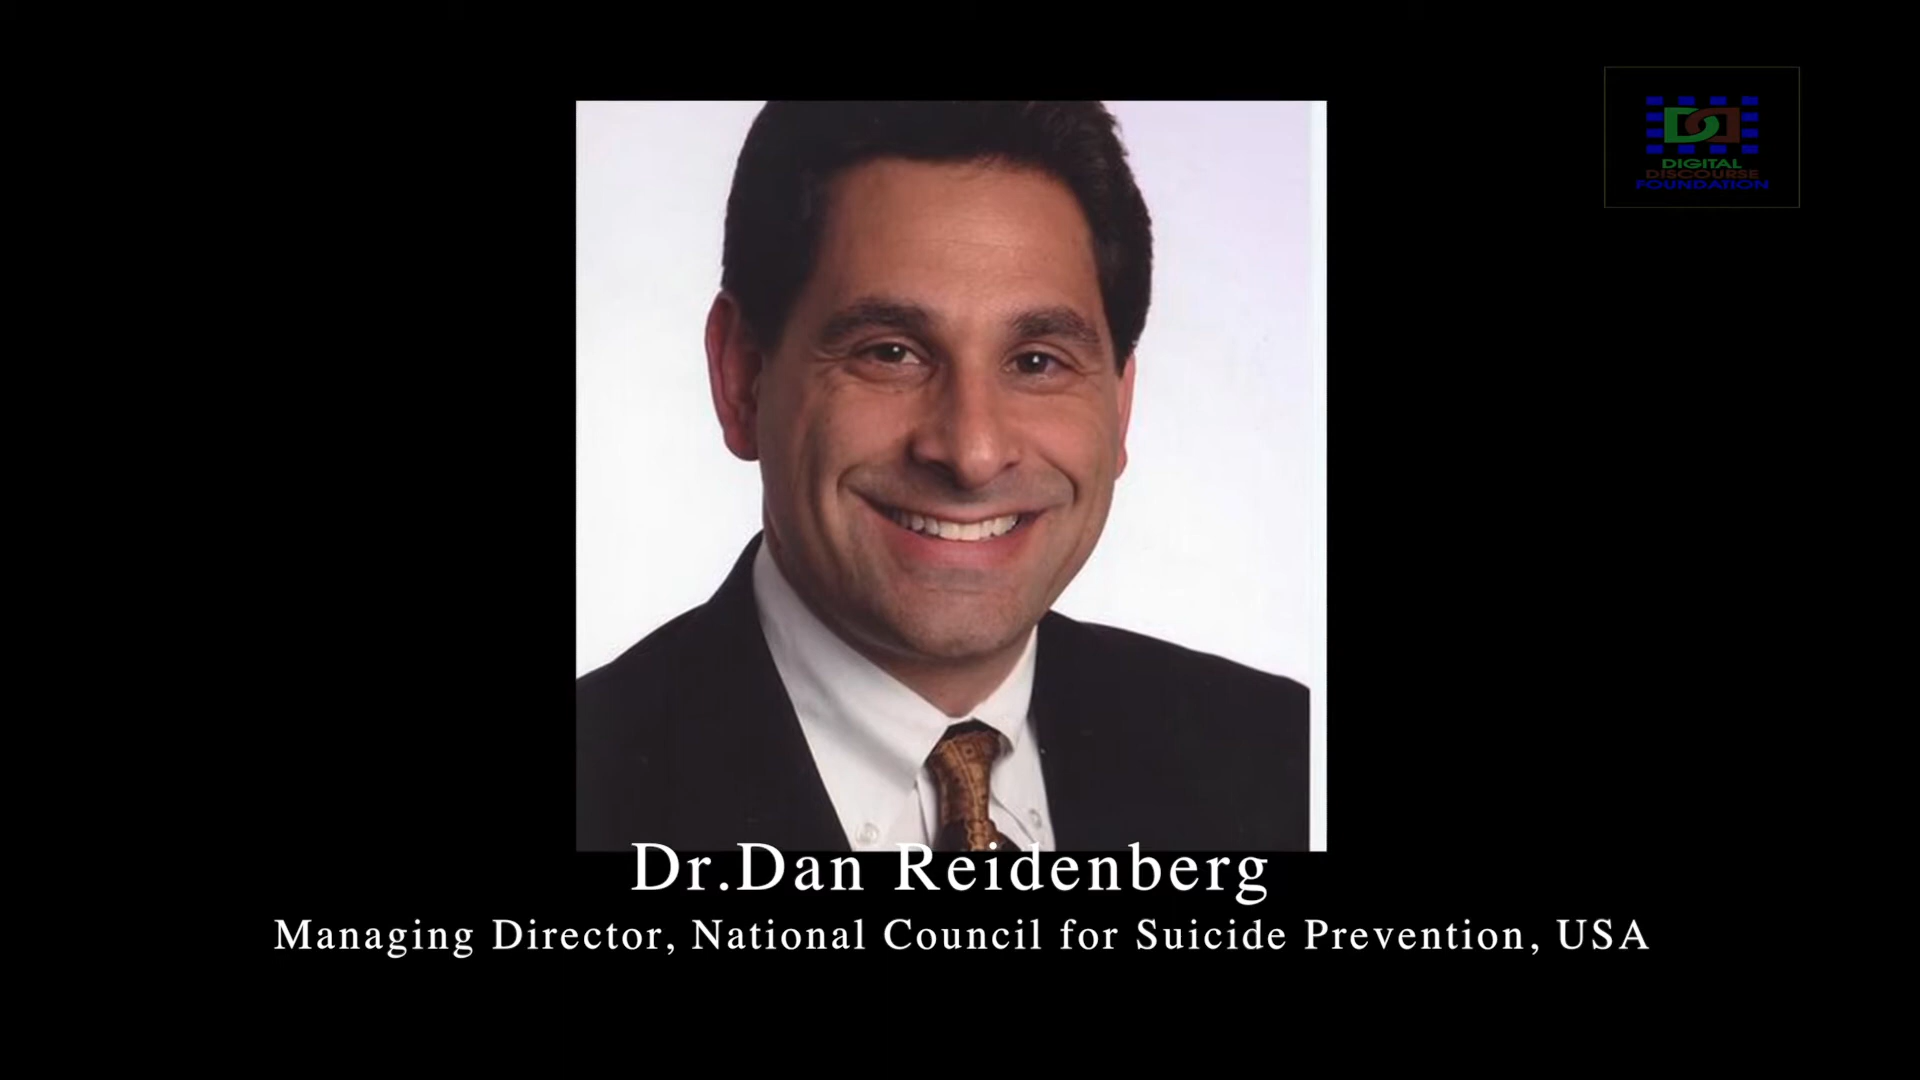 DIGITAL
DISCOURSE
FOUNDATION
Dr.Dan Reidenberg
Managing Director, National Council for Suicide Prevention, USA